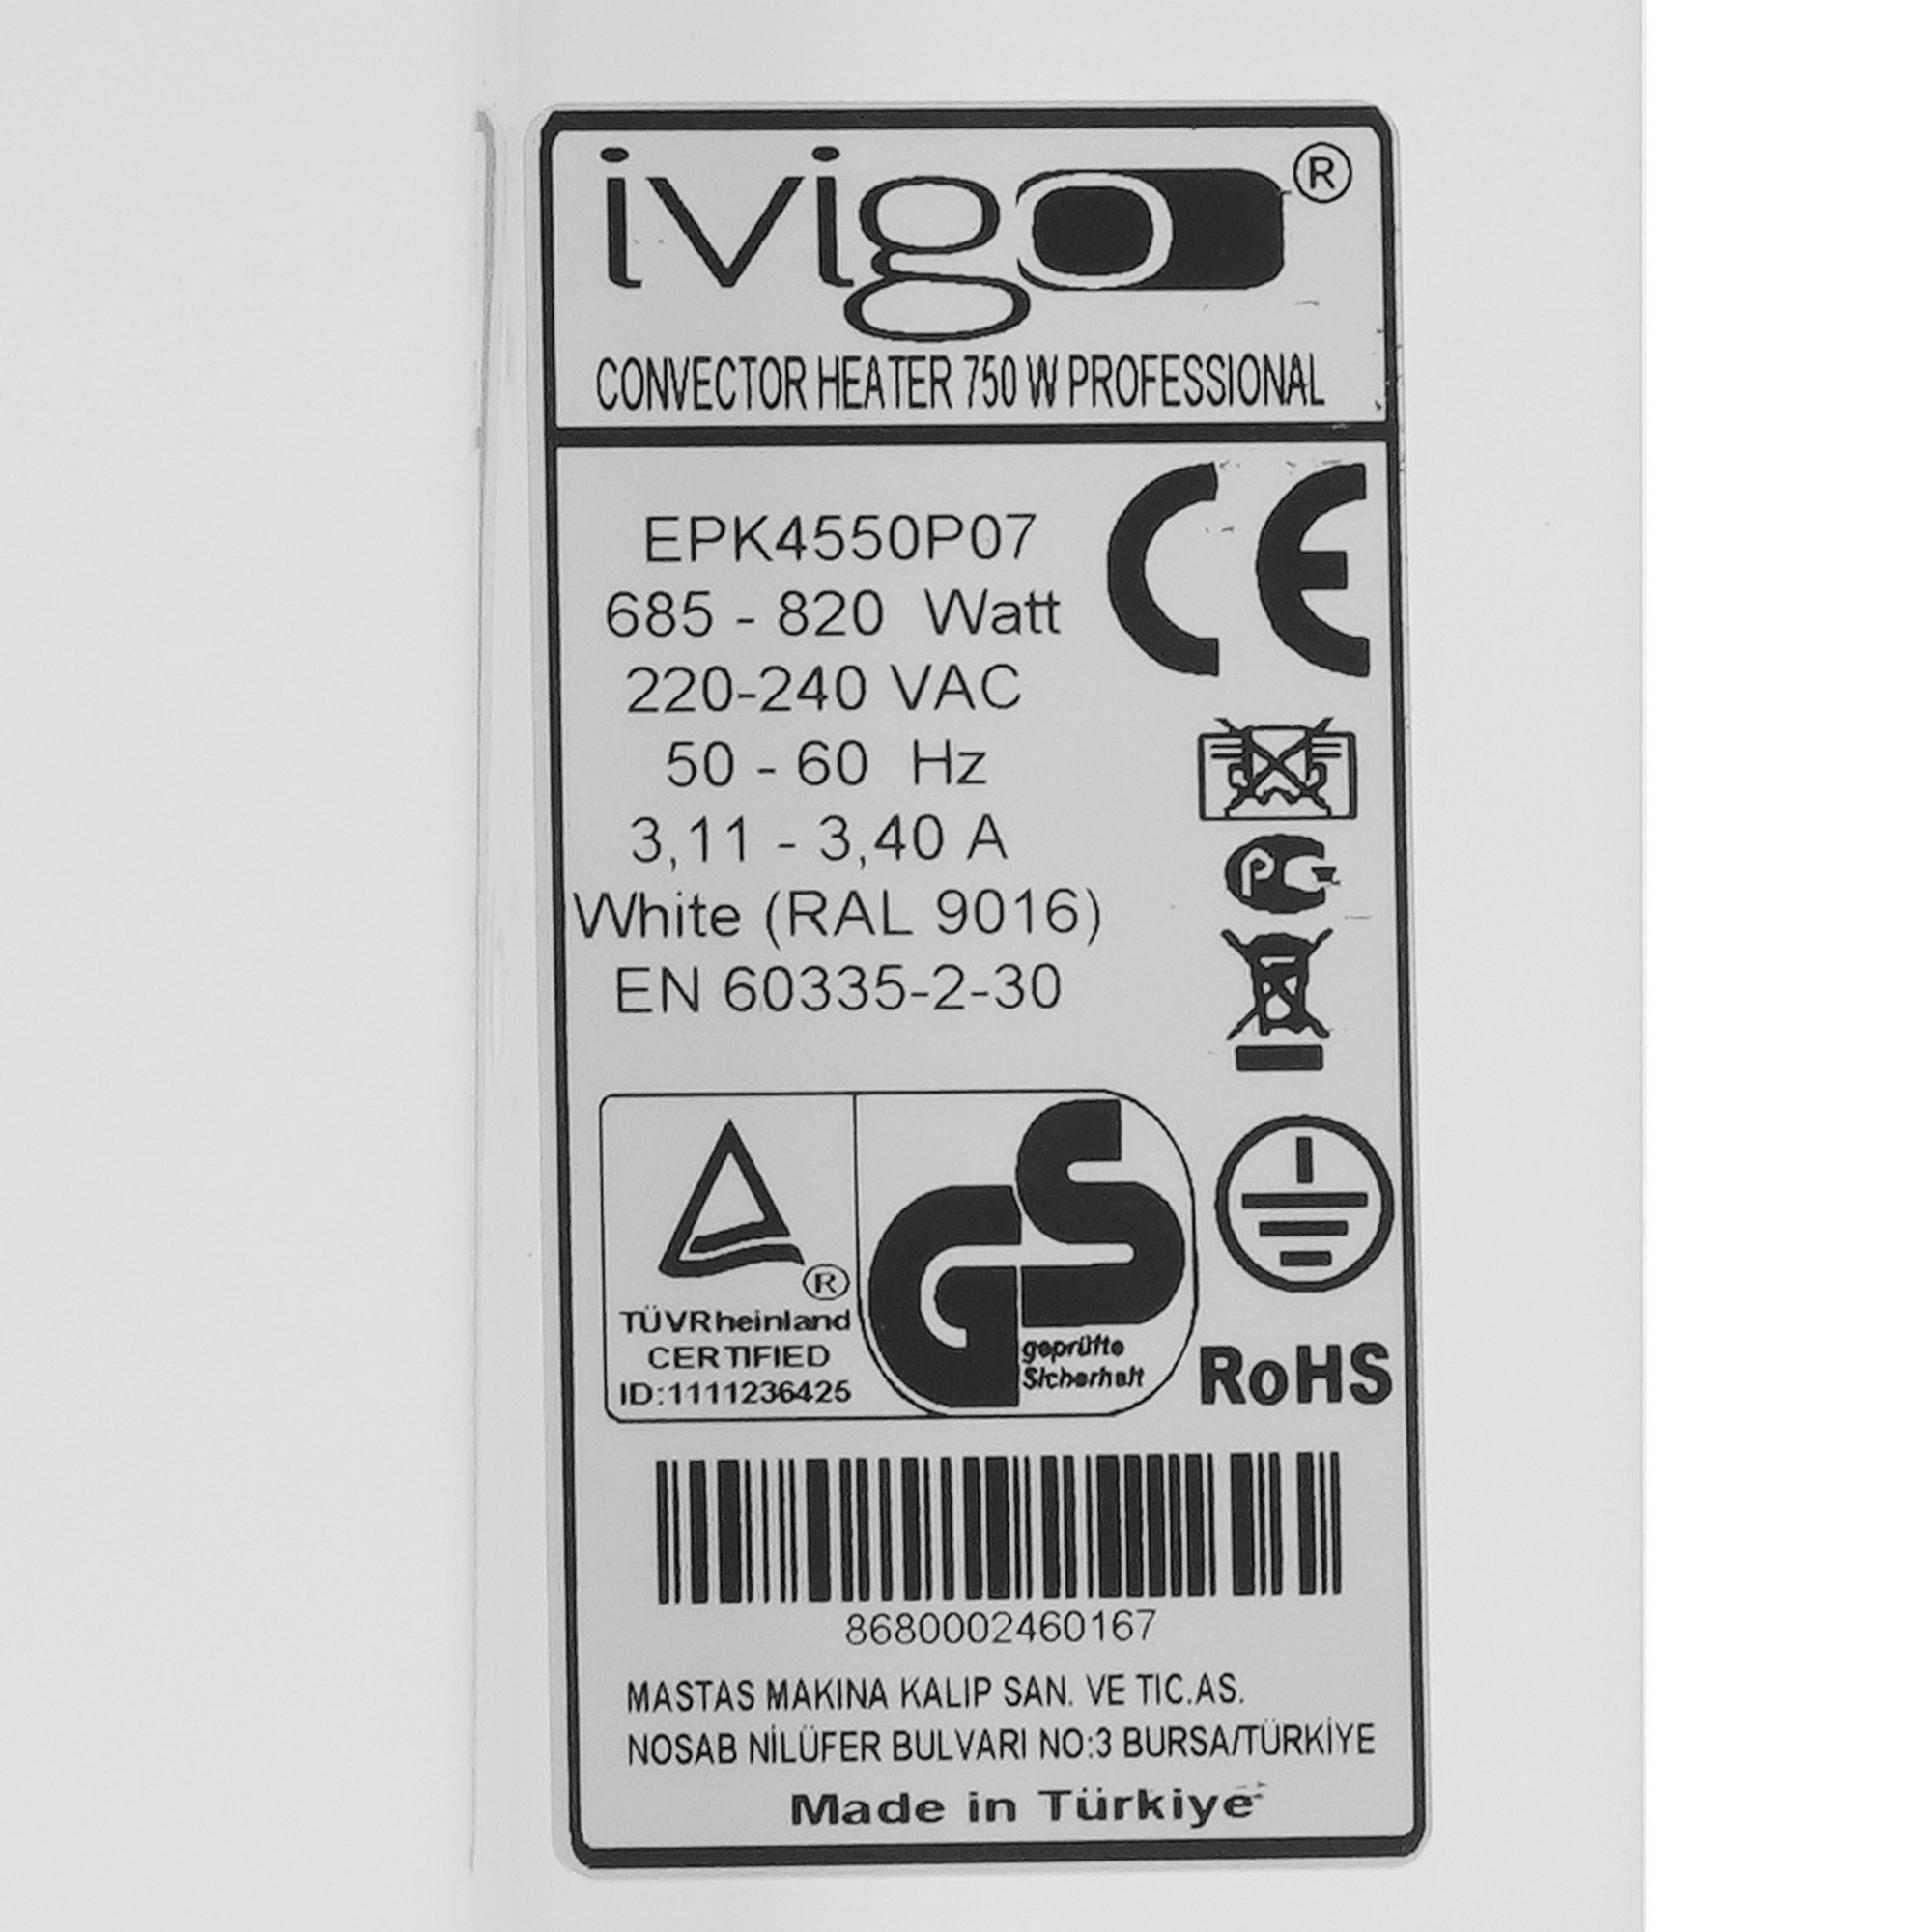 ivigo®
CONVECTOR HEATER 750 W PROFESSIONAL
EPK4550P07
685 - 820 Watt
220-240 VAC
50 - 60 Hz
3,11 - 3,40 A
White (RAL 9016)
EN 60335-2-30
CE
PC
®
TÜVRheinland
CERTIFIED
ID:1111236425
GS
geprüfte
Sicherheit
RoHS
8680002460167
MASTAS MAKINA KALIP SAN. VE TIC.AS.
NOSAB NİLÜFER BULVARI NO:3 BURSA/TÜRKİYE
Made in Türkiye